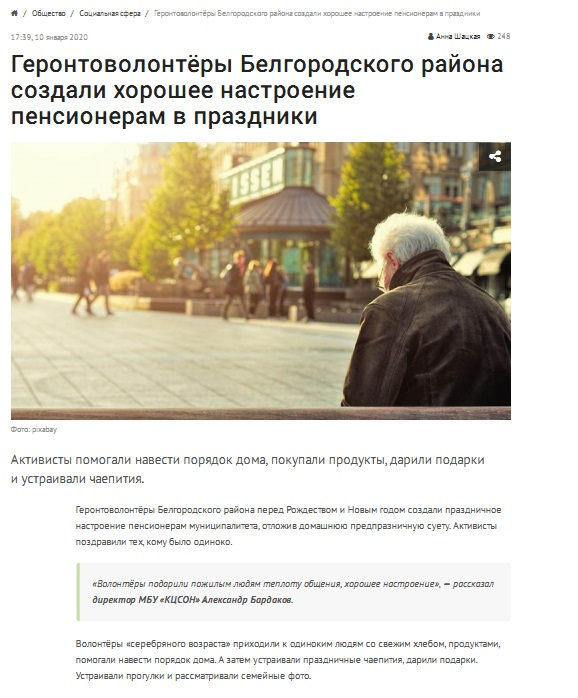 / Общество / Социальная сфера / Геронтоволонтёры Белгородского района создали хорошее настроение пенсионерам в праздники
17:39, 10 января 2020 Анна Шацкая 248
Геронтоволонтёры Белгородского района
создали хорошее настроение
пенсионерам в праздники
Фото: pixabay
Активисты помогали навести порядок дома, покупали продукты, дарили подарки
и устраивали чаепития.
Геронтоволонтёры Белгородского района перед Рождеством и Новым годом создали праздничное
настроение пенсионерам муниципалитета, отложив домашнюю предпразничную суету. Активисты
поздравили тех, кому было одиноко.
«Волонтёры подарили пожилым людям теплоту общения, хорошее настроение», — рассказал
директор МБУ «КЦСОН» Александр Бардаков.
Волонтёры «серебряного возраста» приходили к одиноким людям со свежим хлебом, продуктами,
помогали навести порядок дома. А затем устраивали праздничные чаепития, дарили подарки.
Устраивали прогулки и рассматривали семейные фото.